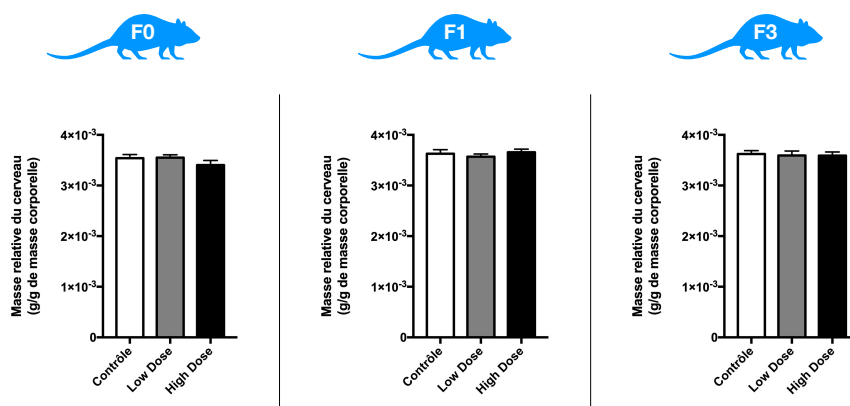 F0
F1
F3
Masse relative du cerveau
(g/g de masse corporelle)
4×10⁻³
3×10⁻³
2×10⁻³
1×10⁻³
0
Contrôle
Low Dose
High Dose
Masse relative du cerveau
(g/g de masse corporelle)
4×10⁻³
3×10⁻³
2×10⁻³
1×10⁻³
0
Contrôle
Low Dose
High Dose
Masse relative du cerveau
(g/g de masse corporelle)
4×10⁻³
3×10⁻³
2×10⁻³
1×10⁻³
0
Contrôle
Low Dose
High Dose